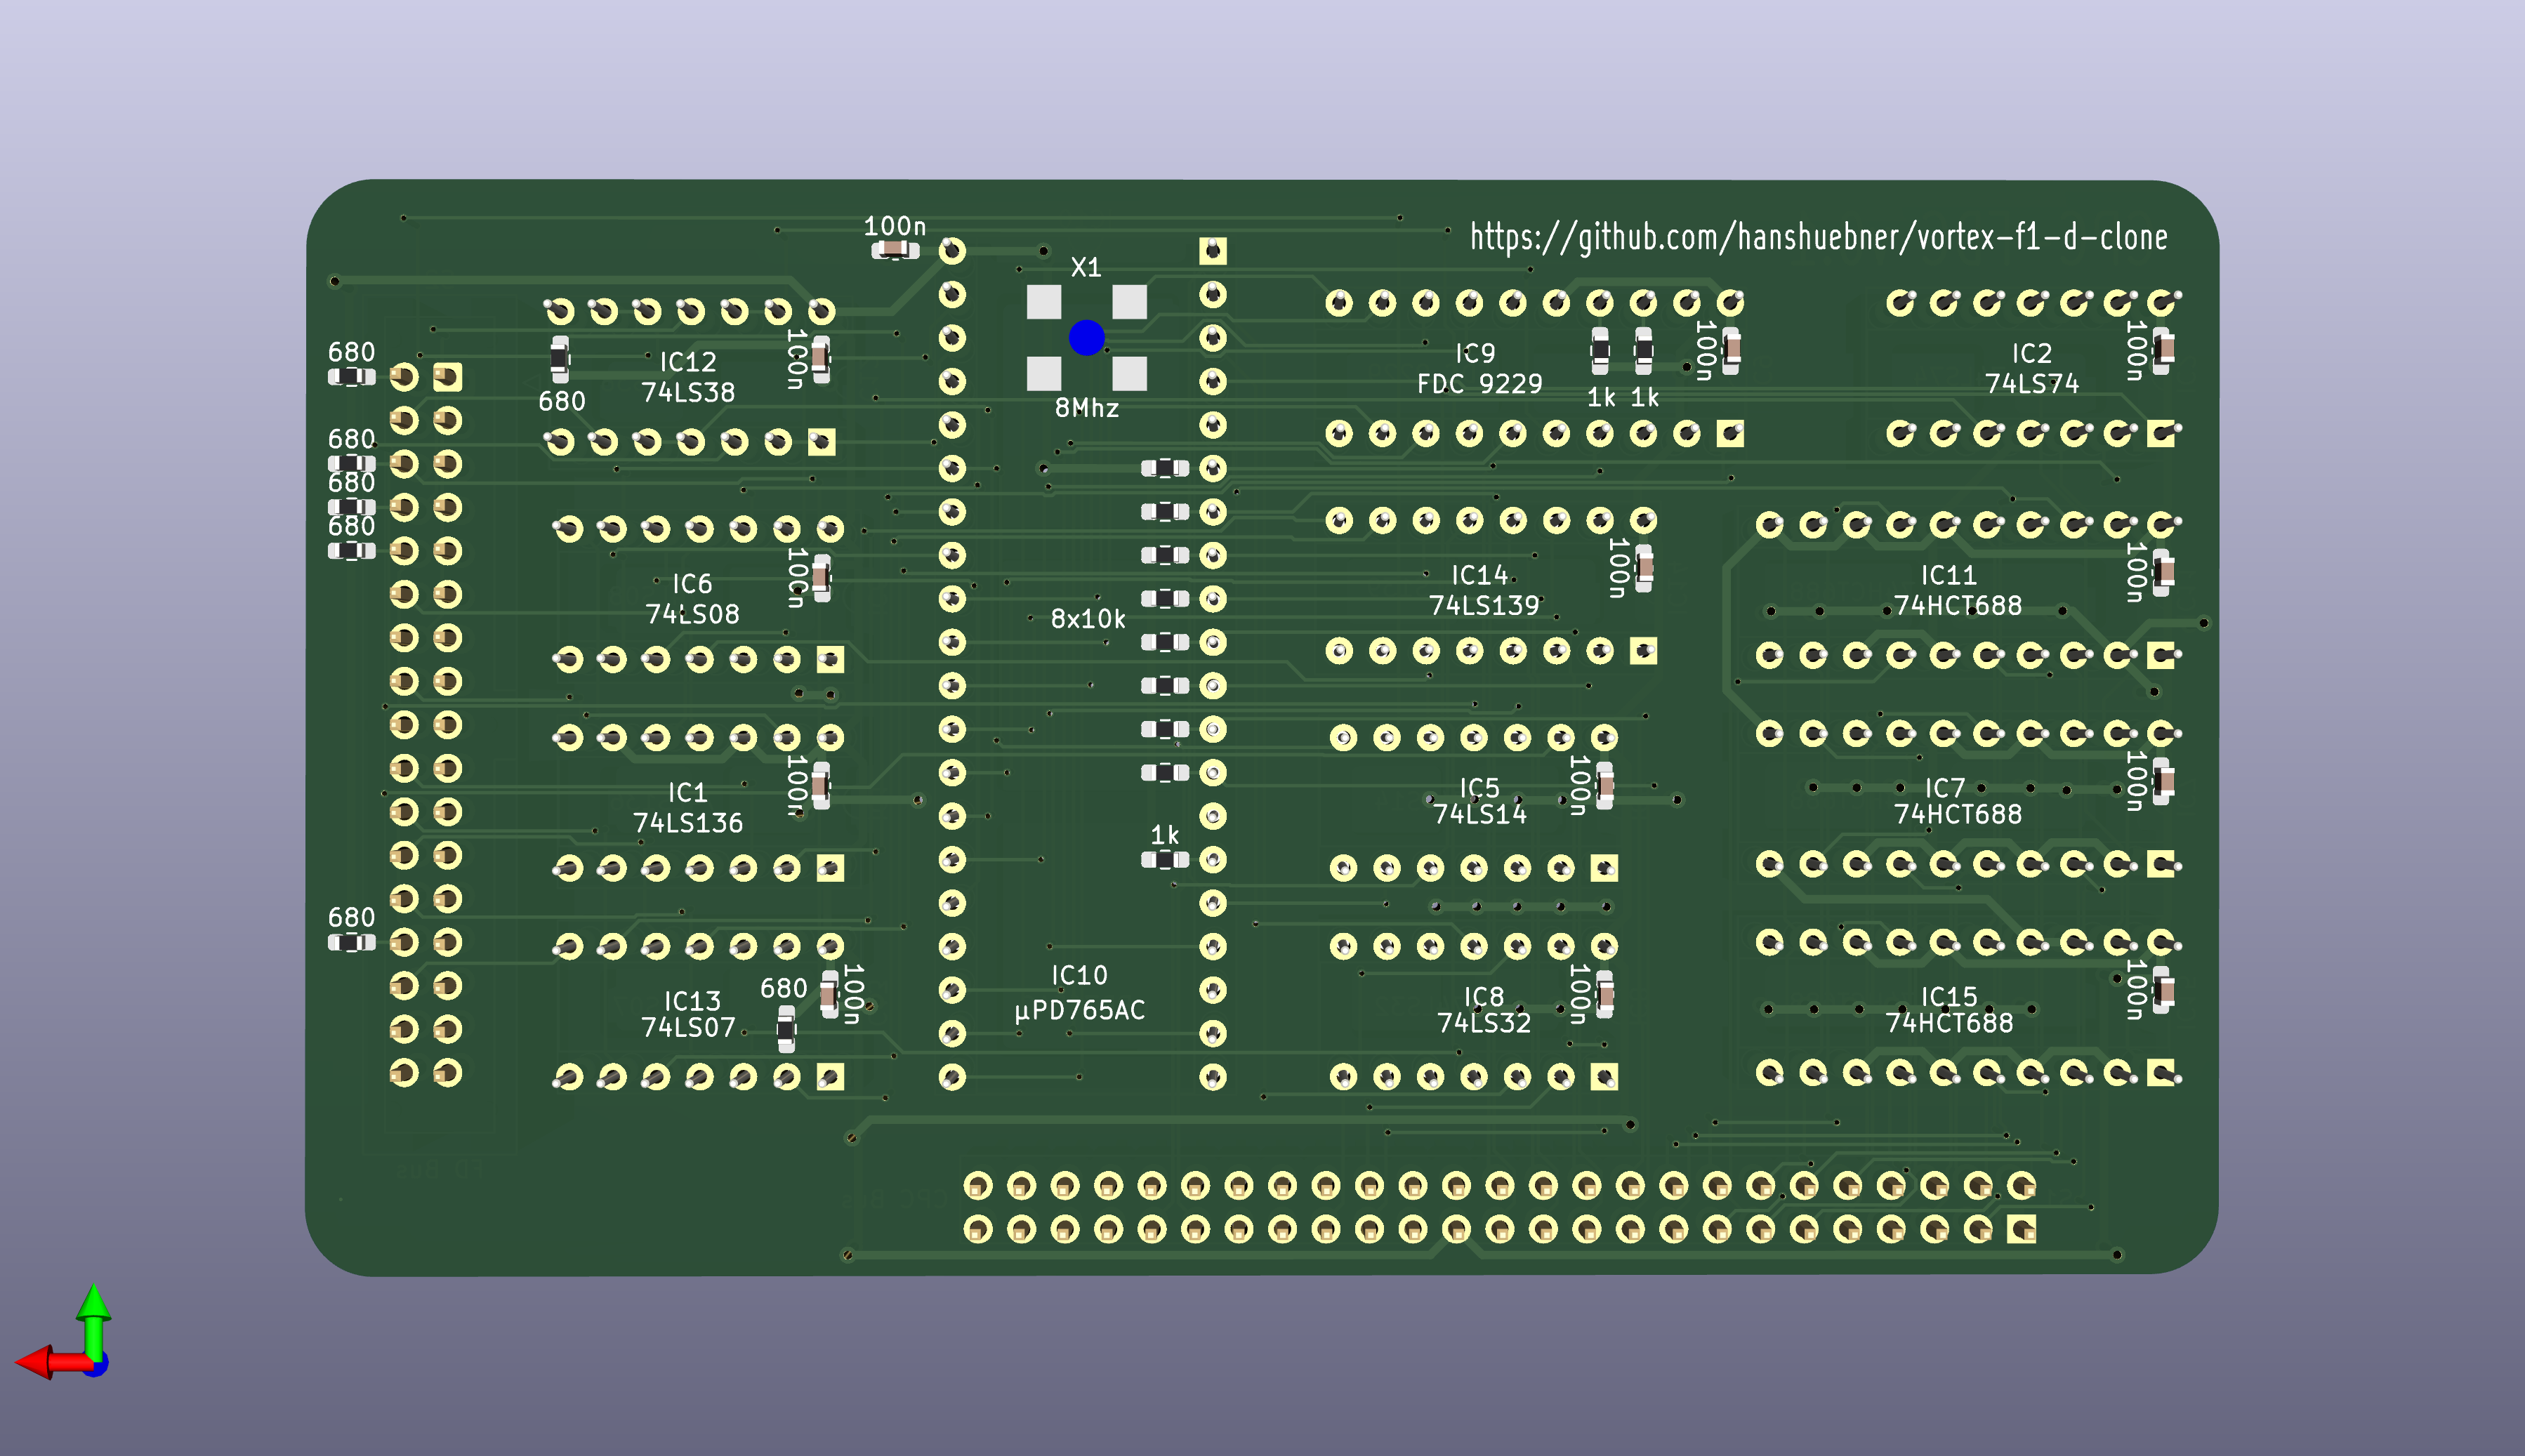 100n
https://github.com/hanshuebner/vortex-f1-d-clone
X1
8Mhz
680
680
680
680
680
IC12
74LS38
680
100n
IC9
FDC 9229
1k 1k
100n
IC2
74LS74
100n
IC6
74LS08
100n
8x10k
IC14
74LS139
100n
IC11
74HCT688
100n
IC1
74LS136
100n
1k
IC5
74LS14
100n
IC7
74HCT688
100n
IC13
74LS07
680
100n
IC10
µPD765AC
IC8
74LS32
100n
IC15
74HCT688
100n